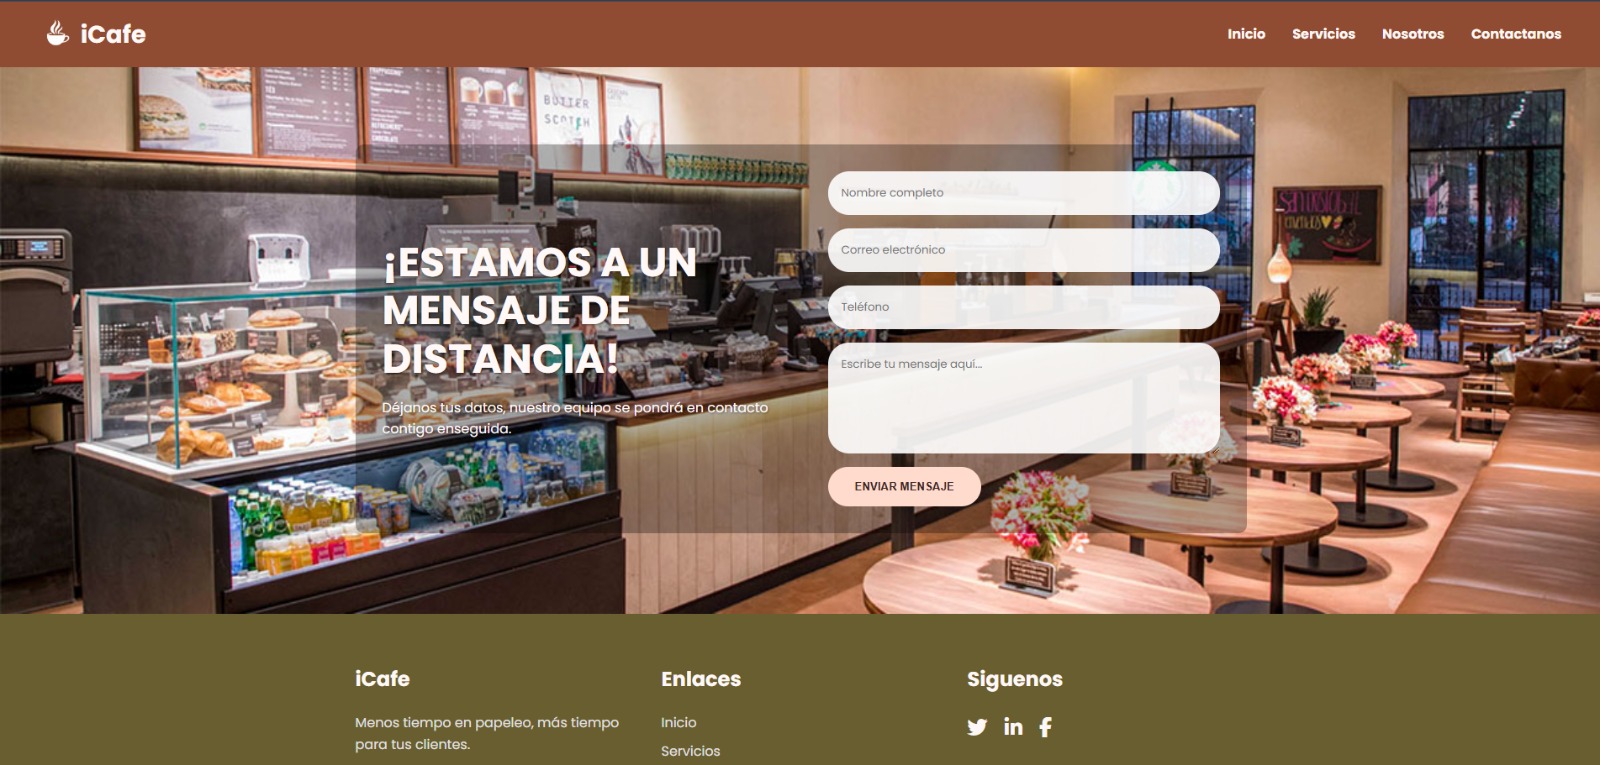 iCafe
Inicio
Servicios
Nosotros
Contactanos
BUTTER
SCOTCH
¡ESTAMOS A UN
MENSAJE DE
DISTANCIA!
Déjanos tus datos, nuestro equipo se pondrá en contacto
contigo enseguida.
Nombre completo
Correo electrónico
Teléfono
Escribe tu mensaje aquí...
ENVIAR MENSAJE
iCafe
Menos tiempo en papeleo, más tiempo
para tus clientes.
Enlaces
Inicio
Servicios
Siguenos